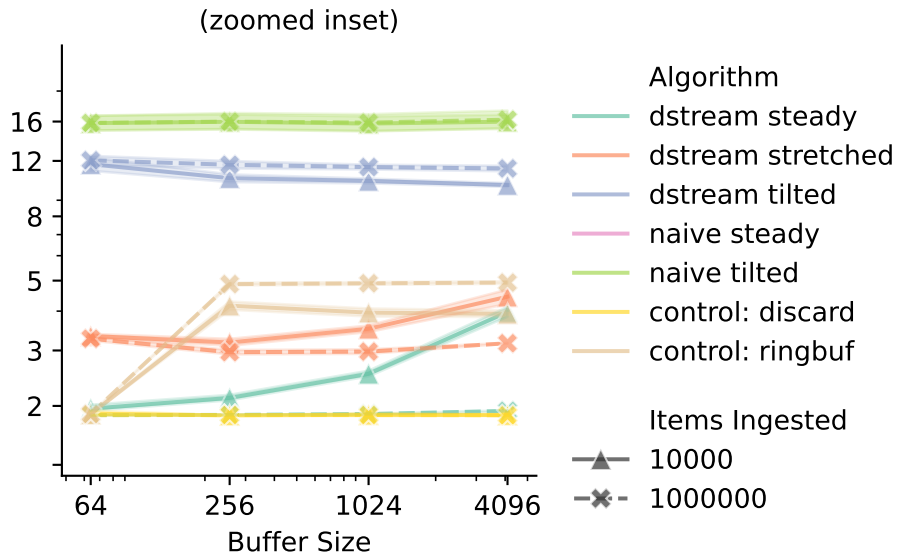 (zoomed inset)
16
12
8
5
3
2
64
256
1024
4096
Buffer Size
Algorithm
dstream steady
dstream stretched
dstream tilted
naive steady
naive tilted
control: discard
control: ringbuf
Items Ingested
10000
1000000